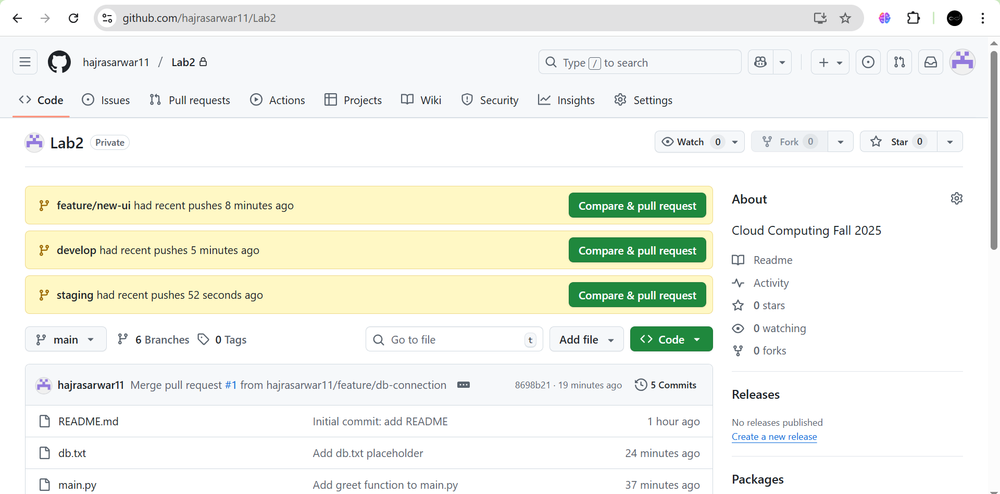 github.com/hajrasarwar11/Lab2
hajrasarwar11 / Lab2
Type / to search
Code Issues Pull requests Actions Projects Wiki Security Insights Settings
Lab2 Private
Watch 0 Fork 0 Star 0
feature/new-ui had recent pushes 8 minutes ago Compare & pull request
develop had recent pushes 5 minutes ago Compare & pull request
staging had recent pushes 52 seconds ago Compare & pull request
main 6 Branches 0 Tags Go to file t Add file Code
hajrasarwar11 Merge pull request #1 from hajrasarwar11/feature/db-connection 8698b21 · 19 minutes ago 5 Commits
README.md Initial commit: add README 1 hour ago
db.txt Add db.txt placeholder 24 minutes ago
main.py Add greet function to main.py 37 minutes ago
About
Cloud Computing Fall 2025
Readme
Activity
0 stars
0 watching
0 forks
Releases
No releases published
Create a new release
Packages